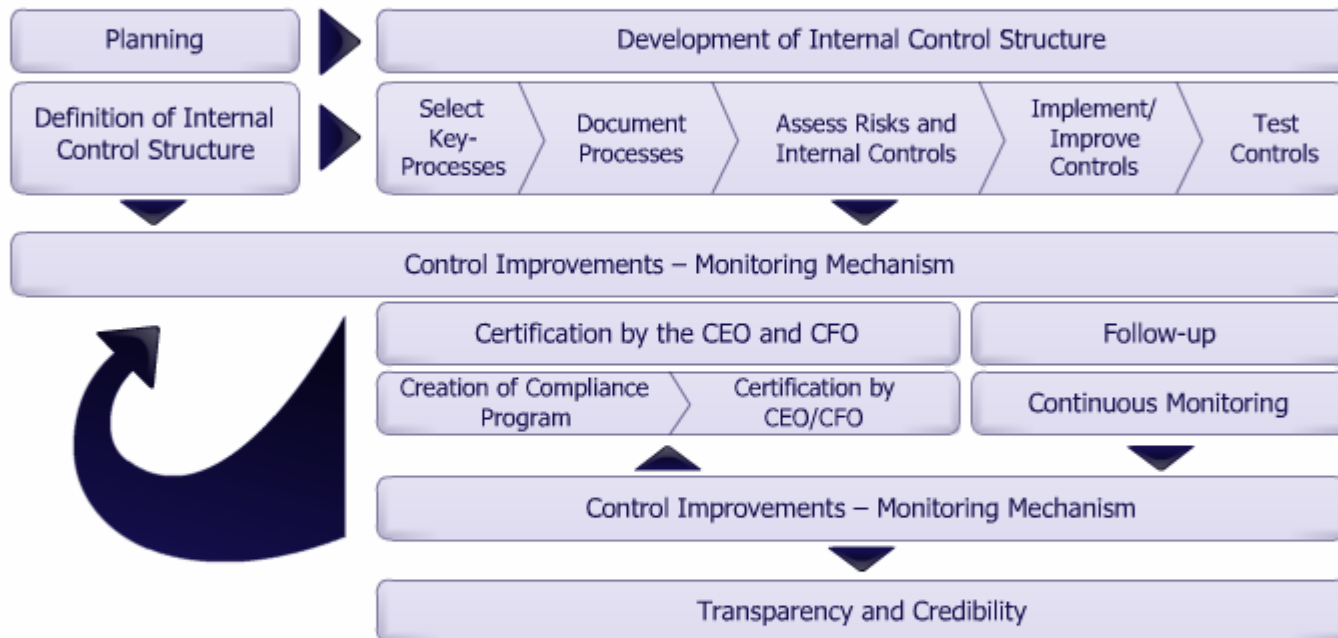 Planning
Development of Internal Control Structure
Definition of Internal
Control Structure
Select
Key-
Processes
Document
Processes
Assess Risks and
Internal Controls
Implement/
Improve
Controls
Test
Controls
Control Improvements – Monitoring Mechanism
Certification by the CEO and CFO
Follow-up
Creation of Compliance
Program
Certification by
CEO/CFO
Continuous Monitoring
Control Improvements – Monitoring Mechanism
Transparency and Credibility